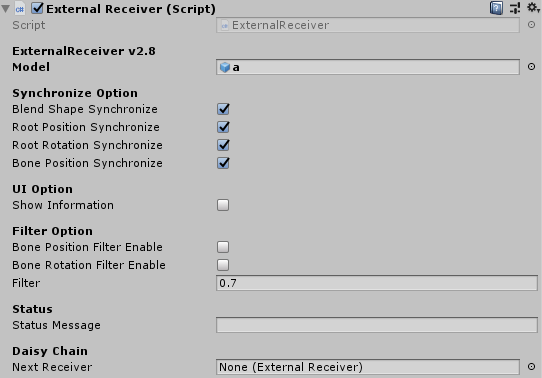 External Receiver (Script)
Script ExternalReceiver
ExternalReceiver v2.8
Model a
Synchronize Option
Blend Shape Synchronize
Root Position Synchronize
Root Rotation Synchronize
Bone Position Synchronize
UI Option
Show Information
Filter Option
Bone Position Filter Enable
Bone Rotation Filter Enable
Filter 0.7
Status
Status Message
Daisy Chain
Next Receiver None (External Receiver)